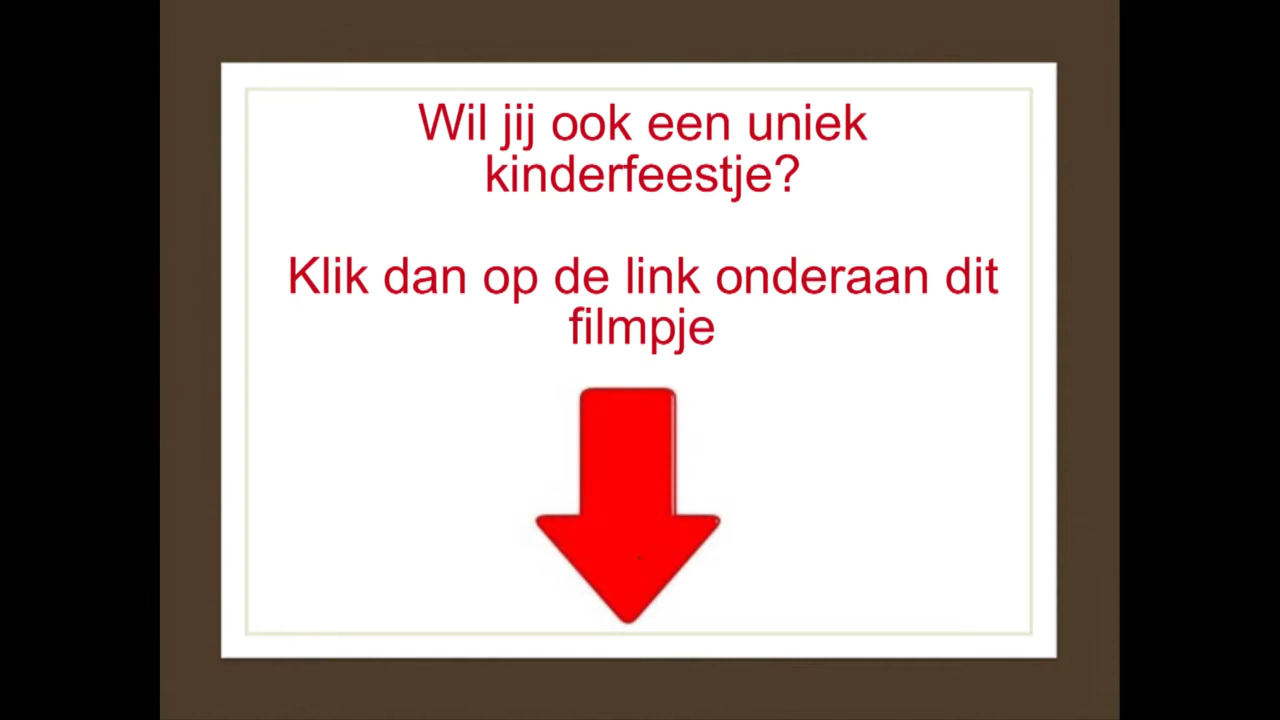 Wil jij ook een uniek
kinderfeestje?
Klik dan op de link onderaan dit
filmpje